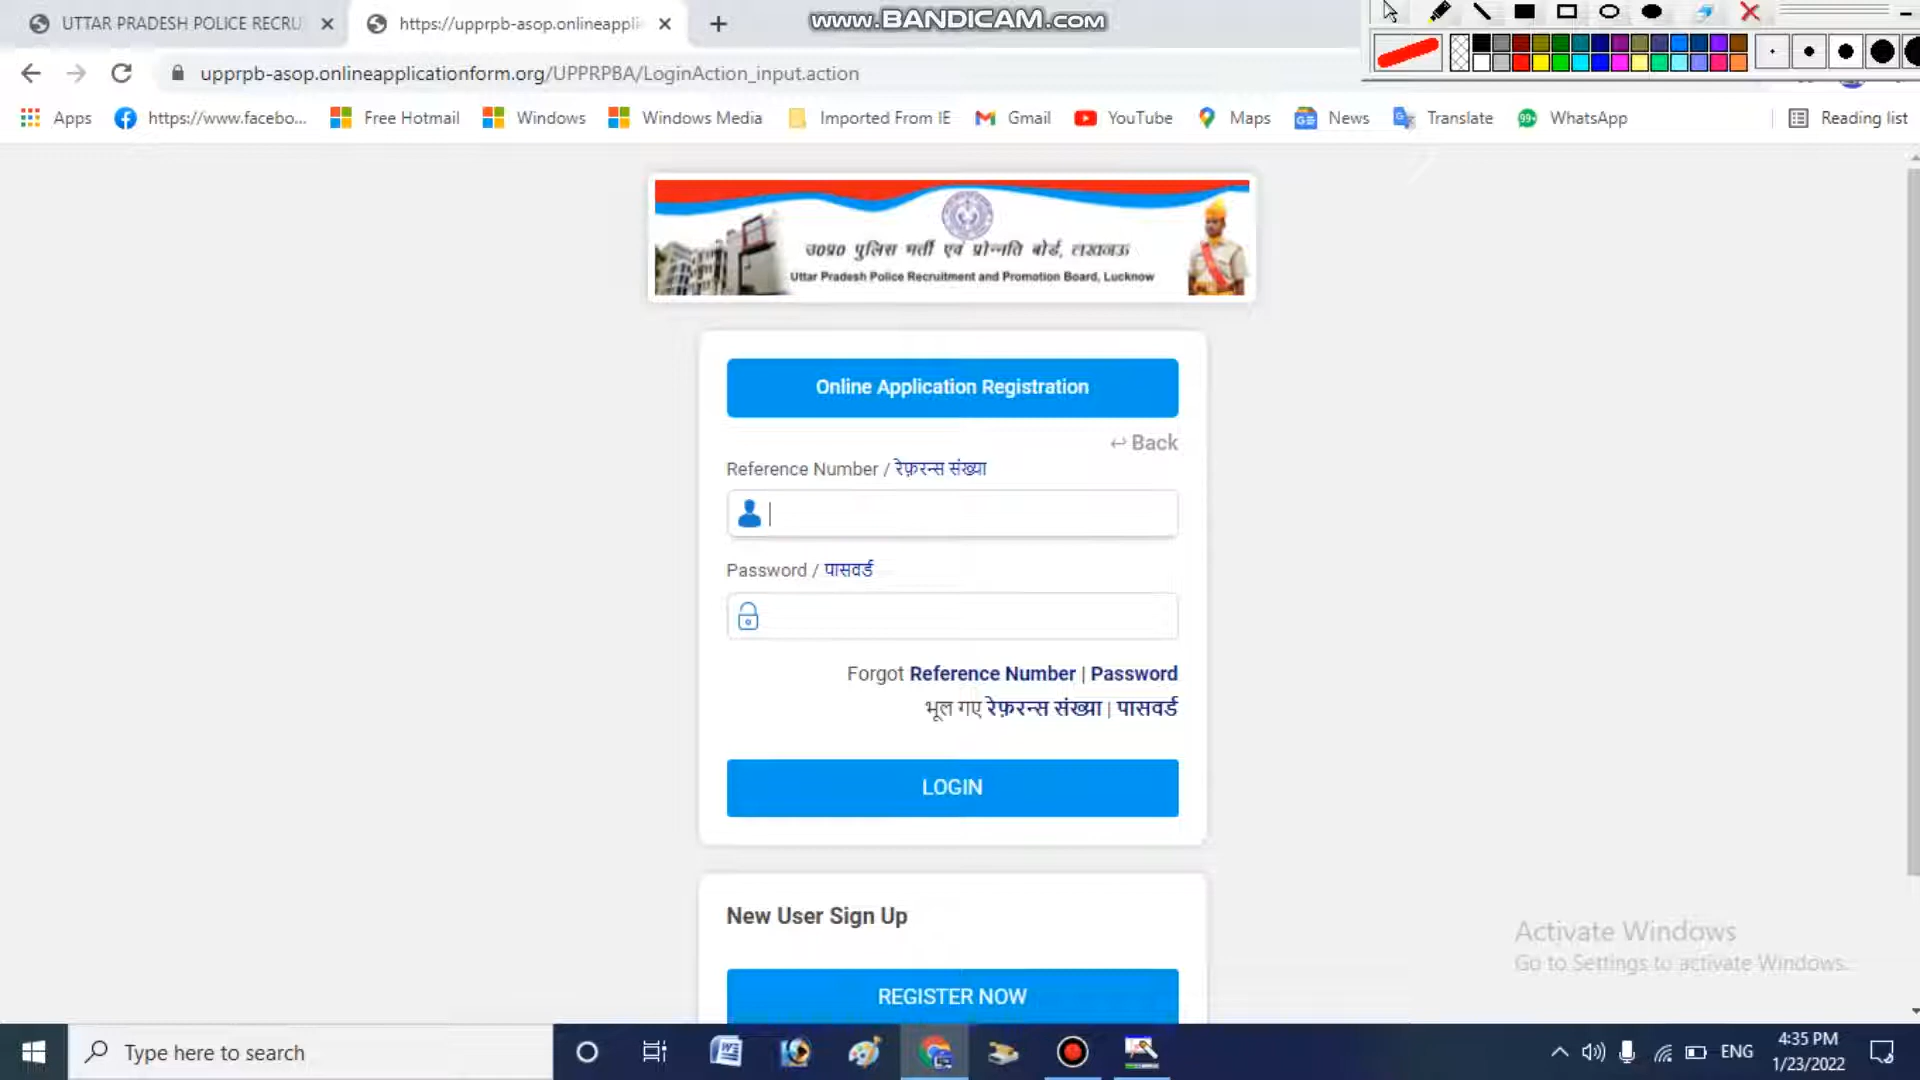 UTTAR PRADESH POLICE RECRU
https://upprpb-asop.onlineappli
www.BANDICAM.com
upprpb-asop.onlineapplicationform.org/UPPRPBA/LoginAction_input.action
Apps
https://www.facebo...
Free Hotmail
Windows
Windows Media
Imported From IE
Gmail
YouTube
Maps
News
Translate
99+
WhatsApp
Reading list
उ०प्र० पुलिस भर्ती एवं प्रोन्नति बोर्ड, लखनऊ
Uttar Pradesh Police Recruitment and Promotion Board, Lucknow
Online Application Registration
↩ Back
Reference Number / रेफ़रन्स संख्या
Password / पासवर्ड
Forgot Reference Number | Password
भूल गए रेफ़रन्स संख्या | पासवर्ड
LOGIN
New User Sign Up
REGISTER NOW
Activate Windows
Go to Settings to activate Windows.
Type here to search
ENG
4:35 PM
1/23/2022